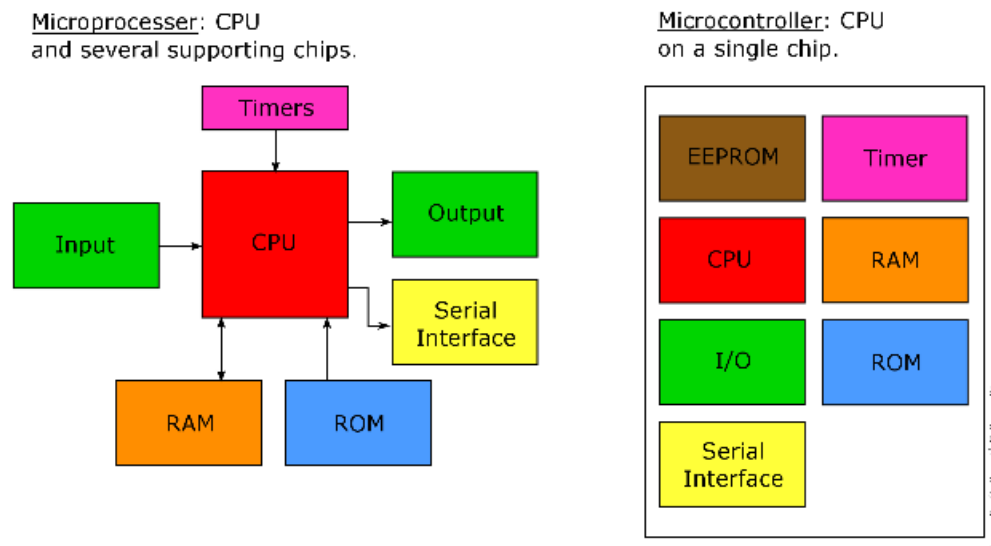 Microprocesser: CPU
and several supporting chips.
Timers
Input
CPU
Output
Serial
Interface
RAM
ROM
Microcontroller: CPU
on a single chip.
EEPROM
Timer
CPU
RAM
I/O
ROM
Serial
Interface